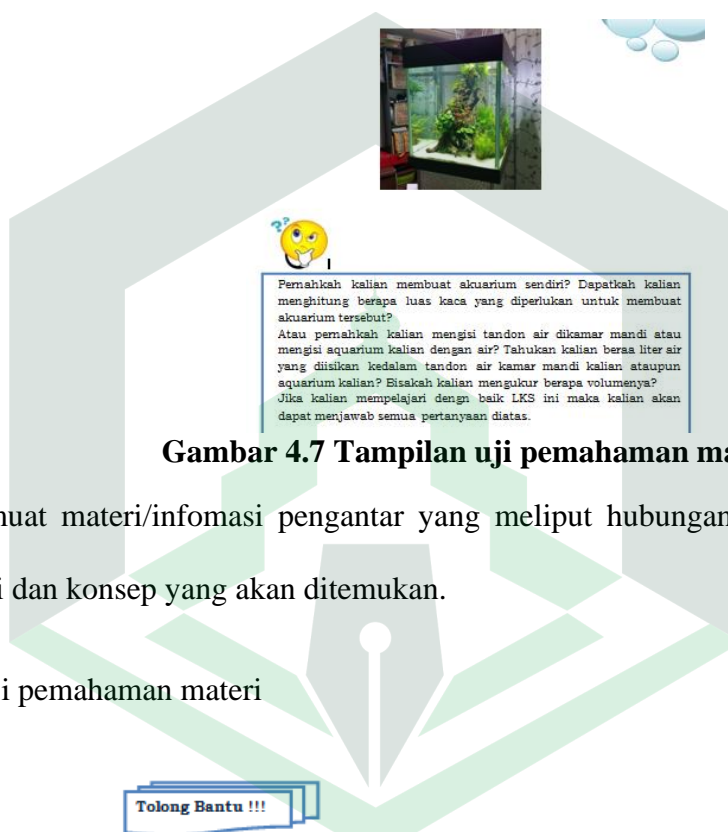 ??
I
Pernahkah kalian membuat akuarium sendiri? Dapatkah kalian
menghitung berapa luas kaca yang diperlukan untuk membuat
akuarium tersebut?
Atau pernahkah kalian mengisi tandon air dikamar mandi atau
mengisi aquarium kalian dengan air? Tahukan kalian beraa liter air
yang diisikan kedalam tandon air kamar mandi kalian ataupun
aquarium kalian? Bisakah kalian mengukur berapa volumenya?
Jika kalian mempelajari dengn baik LKS ini maka kalian akan
dapat menjawab semua pertanyaan diatas.
Gambar 4.7 Tampilan uji pemahaman ma
nuat materi/infomasi pengantar yang meliput hubungan
i dan konsep yang akan ditemukan.
i pemahaman materi
Tolong Bantu !!!